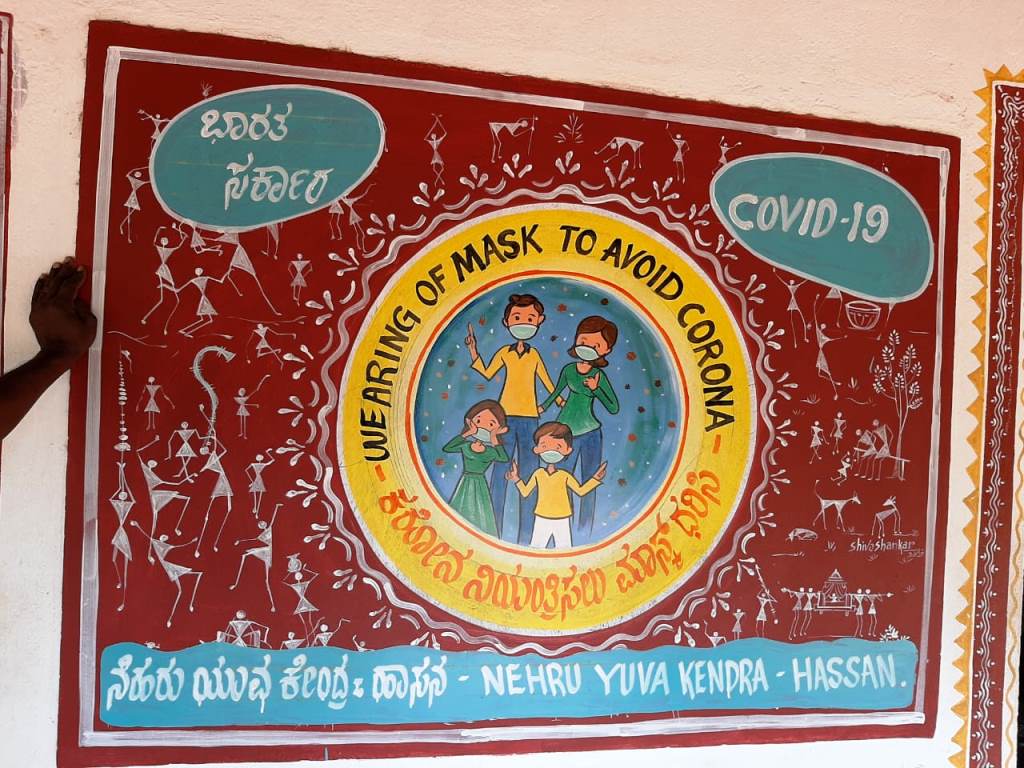 ಭಾರತ
ಸರ್ಕಾರ
COVID-19
- WEARING OF MASK TO AVOID CORONA -
ಕರೋನ ನಿಯಂತ್ರಿಸಲು ಮಾಸ್ಕ್ ಧರಿಸಿ
Shivashankar
ನೆಹರು ಯುವ ಕೇಂದ್ರ: ಹಾಸನ - NEHRU YUVA KENDRA - HASSAN.